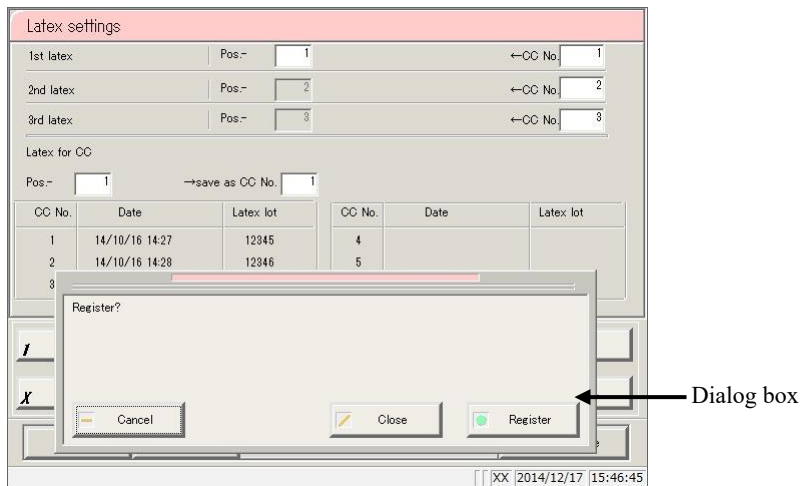 Latex settings
1st latex Pos.- 1 ←CC No. 1
2nd latex Pos.- 2 ←CC No. 2
3rd latex Pos.- 3 ←CC No. 3
Latex for CC
Pos.- 1 →save as CC No. 1
CC No. Date Latex lot CC No. Date Latex lot
1 14/10/16 14:27 12345 4
2 14/10/16 14:28 12346 5
3
Register?
1
X
Dialog box
Cancel Close Register
XX 2014/12/17 15:46:45